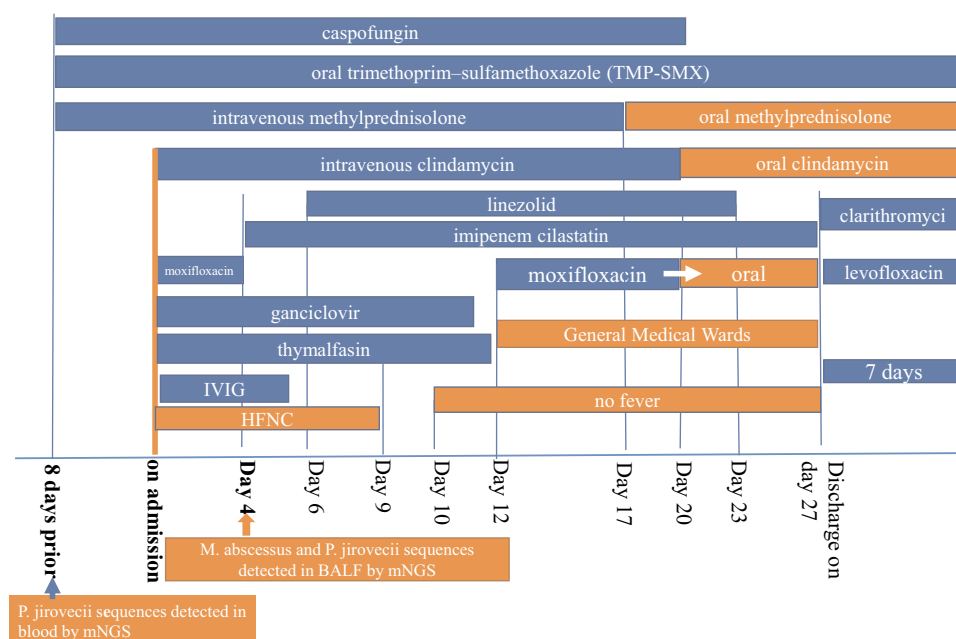 caspofungin
oral trimethoprim–sulfamethoxazole (TMP-SMX)
intravenous methylprednisolone
oral methylprednisolone
intravenous clindamycin
oral clindamycin
linezolid
clarithromyci
imipenem cilastatin
moxifloxacin
moxifloxacin
oral
levofloxacin
ganciclovir
General Medical Wards
thymalfasin
7 days
IVIG
no fever
HFNC
8 days prior
on admission
Day 4
Day 6
Day 9
Day 10
Day 12
Day 17
Day 20
Day 23
Discharge on
day 27
M. abscessus and P. jirovecii sequences
detected in BALF by mNGS
P. jirovecii sequences detected in
blood by mNGS